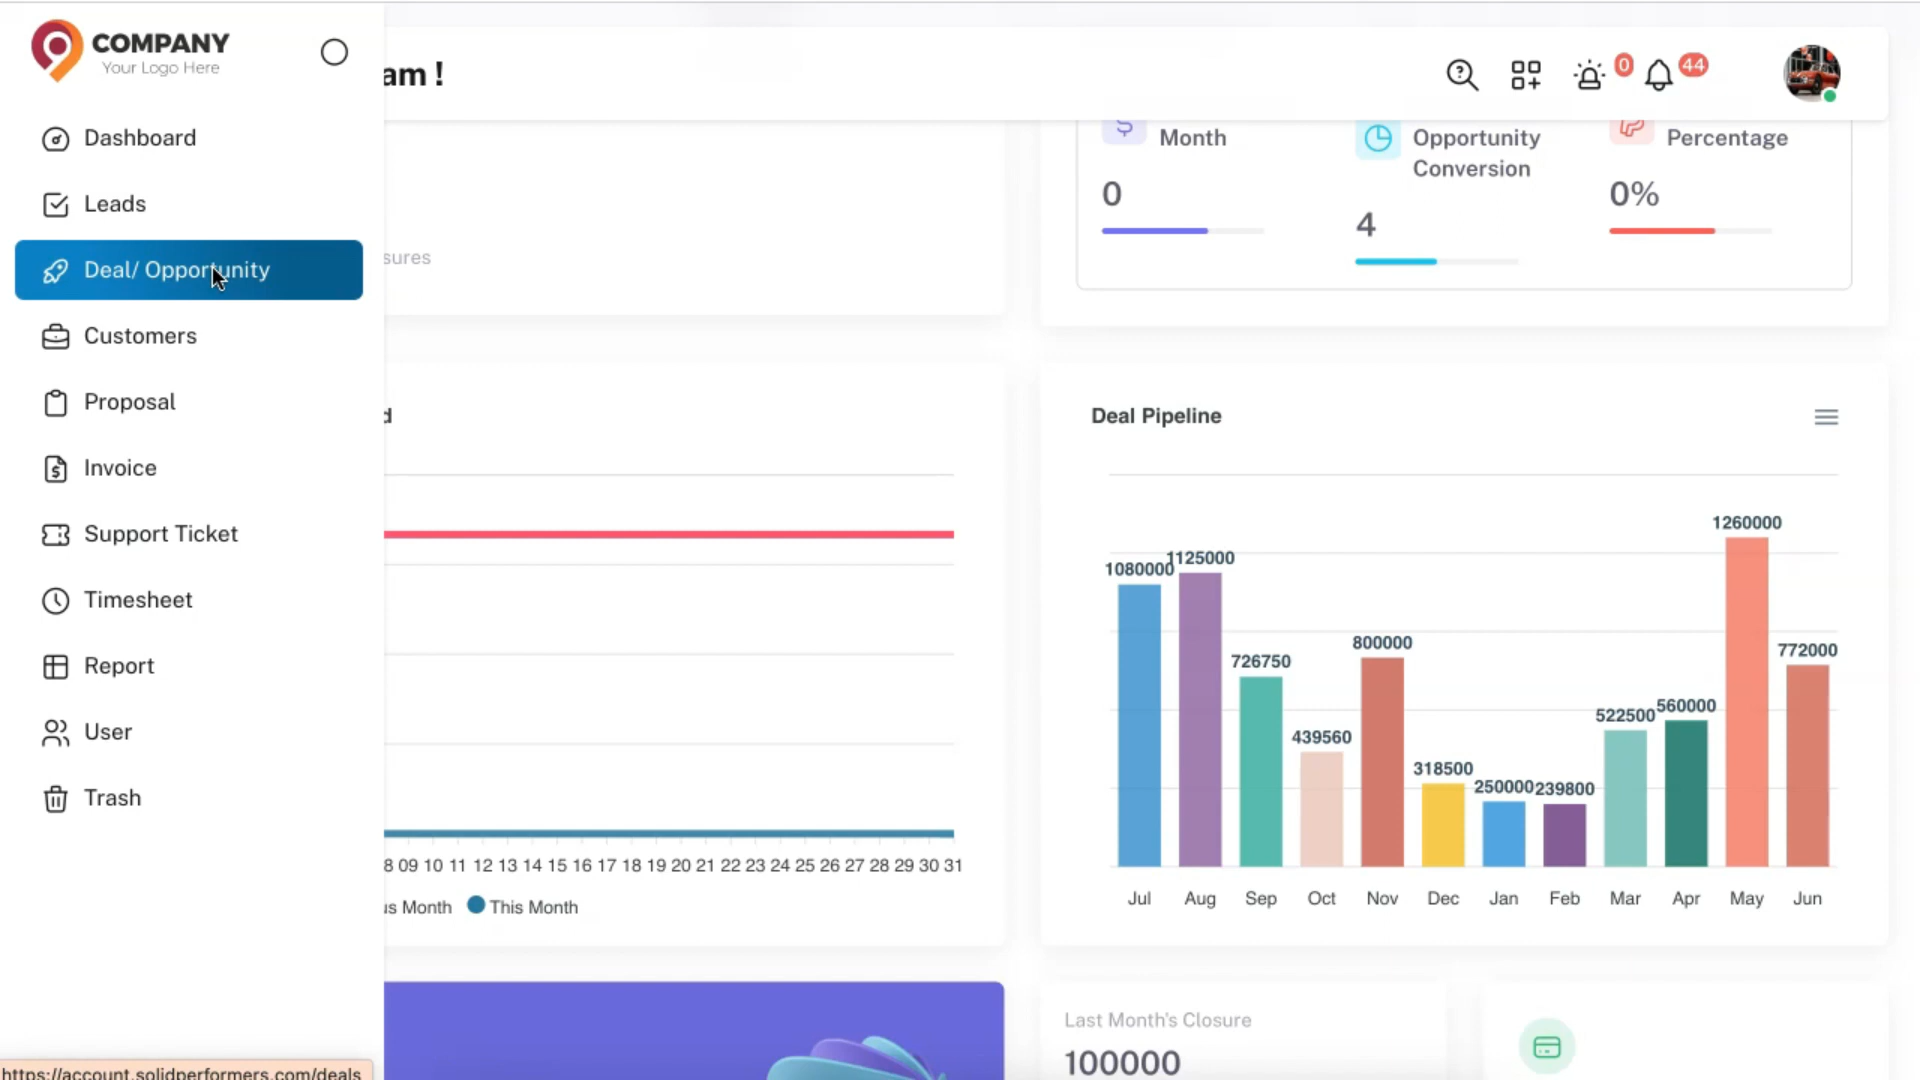 COMPANY
Your Logo Here
am !
0
44
Dashboard
Leads
Deal/ Opportunity
Customers
Proposal
Invoice
Support Ticket
Timesheet
Report
User
Trash
sures
Month
0
Opportunity
Conversion
4
Percentage
0%
d
8 09 10 11 12 13 14 15 16 17 18 19 20 21 22 23 24 25 26 27 28 29 30 31
us Month This Month
Deal Pipeline
1080000 1125000 726750 439560 800000 318500 250000 239800 522500 560000 1260000 772000
Jul Aug Sep Oct Nov Dec Jan Feb Mar Apr May Jun
Last Month's Closure
100000
https://account.solidperformers.com/deals